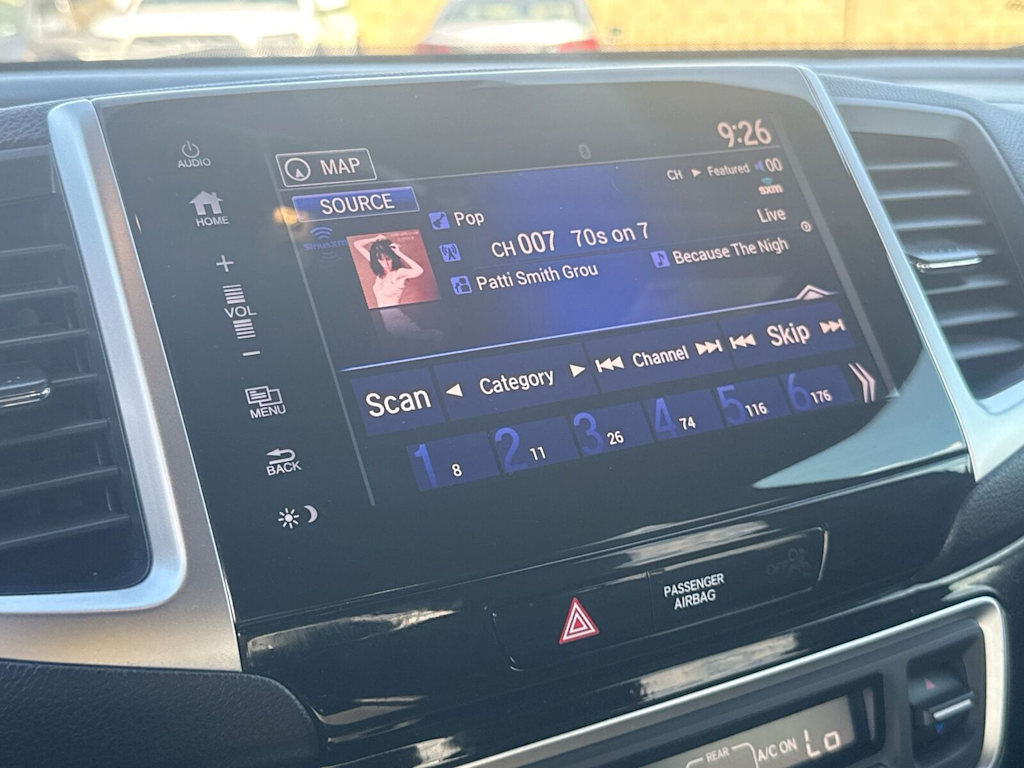 9:26
AUDIO
MAP
CH ▶ Featured 00
sxm
HOME
SOURCE
SiriusXM
Pop
Live
CH 007 70s on 7
+
VOL
−
Patti Smith Grou
Because The Nigh
Scan
Category
Channel
Skip
MENU
1 8
2 11
3 26
4 74
5 116
6 176
BACK
PASSENGER
AIRBAG
OFF
REAR
A/C ON
Lo